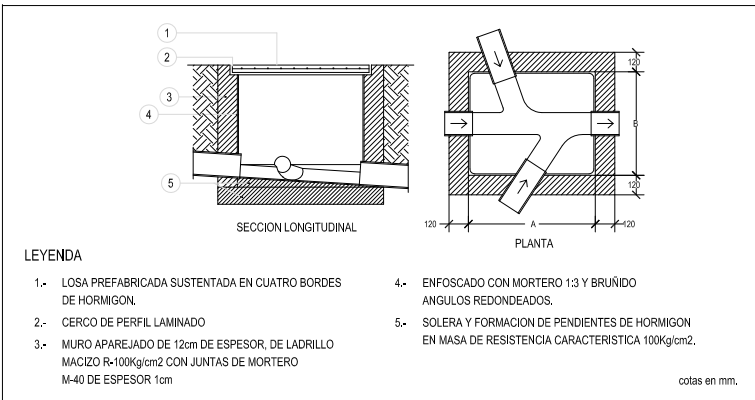 1
2
3
4
5
SECCION LONGITUDINAL
120
B
120
120
A
120
PLANTA
LEYENDA
1.- LOSA PREFABRICADA SUSTENTADA EN CUATRO BORDES
DE HORMIGON.
2.- CERCO DE PERFIL LAMINADO
3.- MURO APAREJADO DE 12cm DE ESPESOR, DE LADRILLO
MACIZO R-100Kg/cm2 CON JUNTAS DE MORTERO
M-40 DE ESPESOR 1cm
4.- ENFOSCADO CON MORTERO 1:3 Y BRUÑIDO
ANGULOS REDONDEADOS.
5.- SOLERA Y FORMACION DE PENDIENTES DE HORMIGON
EN MASA DE RESISTENCIA CARACTERISTICA 100Kg/cm2.
cotas en mm.